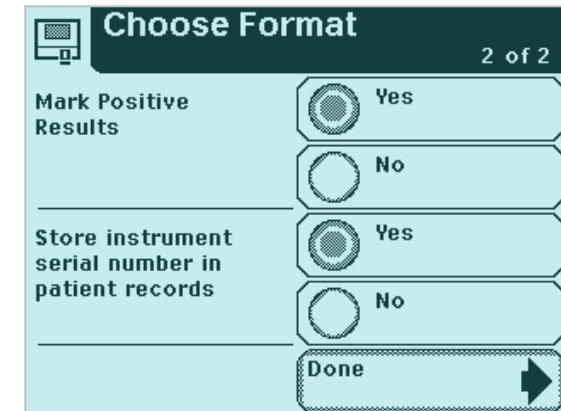 Choose Format
2 of 2
Mark Positive
Results
Yes
No
Store instrument
serial number in
patient records
Yes
No
Done